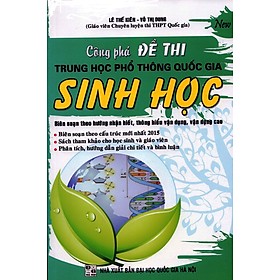 LÊ THẾ KIÊN - VÕ THỊ DUNG
(Giáo viên Chuyên luyện thi THPT Quốc gia)
New
Công phá ĐỀ THI
TRUNG HỌC PHỔ THÔNG QUỐC GIA
SINH HỌC
Biên soạn theo hướng nhận biết, thông hiểu vận dụng, vận dụng cao
• Biên soạn theo cấu trúc mới nhất 2015
• Sách tham khảo cho học sinh và giáo viên
• Phân tích, hướng dẫn giải chi tiết và bình luận
NHÀ XUẤT BẢN ĐẠI HỌC QUỐC GIA HÀ NỘI